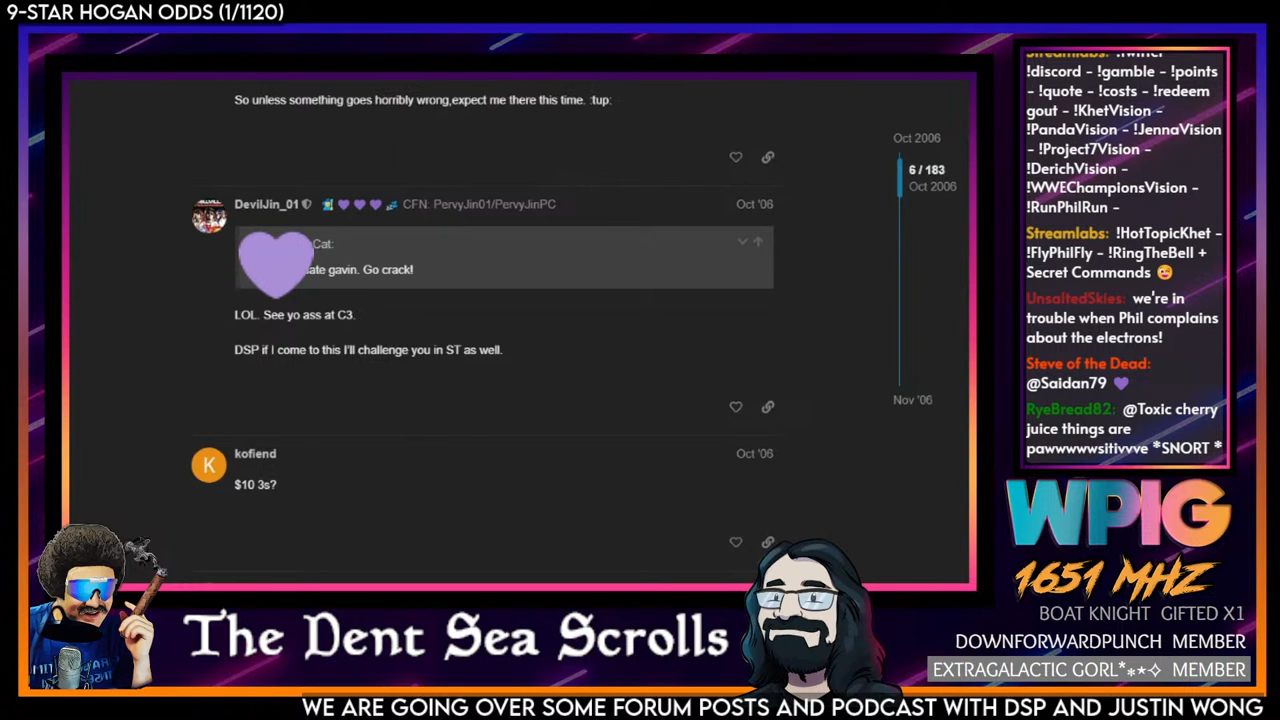 9-STAR HOGAN ODDS (1/1120)
So unless something goes horribly wrong,expect me there this time. :tup:
DevilJin_01 CFN: PervyJin01/PervyJinPC Oct '06
Cat:
ate gavin. Go crack!
LOL. See yo ass at C3.
DSP if I come to this I'll challenge you in ST as well.
K kofiend Oct '06
$10 3s?
Oct 2006
6 / 183
Oct 2006
Nov '06
Streamlabs: !twitter
!discord - !gamble - !points
- !quote - !costs - !redeem
gout - !KhetVision -
!PandaVision - !JennaVision
- !Project7Vision -
!DerichVision -
!WWEChampionsVision -
!RunPhilRun -
Streamlabs: !HotTopicKhet -
!FlyPhilFly - !RingTheBell +
Secret Commands 😉
UnsaltedSkies: we're in
trouble when Phil complains
about the electrons!
Steve of the Dead:
@Saidan79 💜
RyeBread82: @Toxic cherry
juice things are
pawwwwwsitivvve *SNORT *
WPIG
1651 MHZ
BOAT KNIGHT GIFTED X1
DOWNFORWARDPUNCH MEMBER
EXTRAGALACTIC GORL*⁎⋆✧ MEMBER
The Dent Sea Scrolls
WE ARE GOING OVER SOME FORUM POSTS AND PODCAST WITH DSP AND JUSTIN WONG